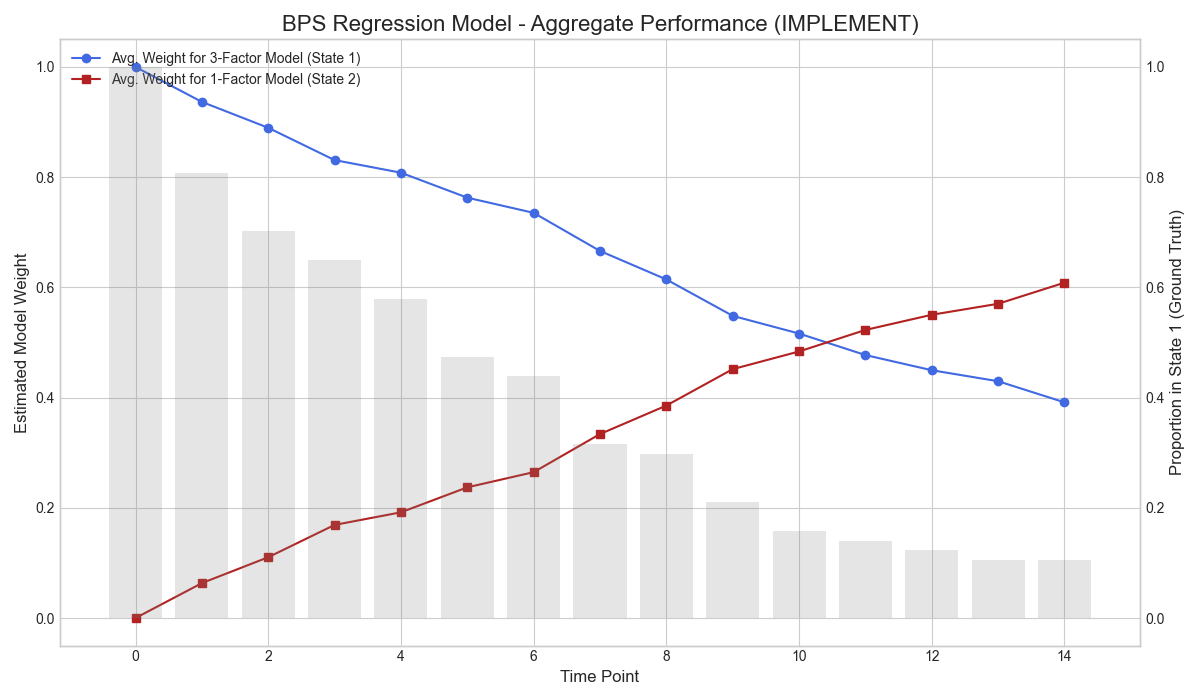 BPS Regression Model - Aggregate Performance (IMPLEMENT)
Avg. Weight for 3-Factor Model (State 1)
Avg. Weight for 1-Factor Model (State 2)
Estimated Model Weight
1.0
0.8
0.6
0.4
0.2
0.0
1.0
0.8
0.6
0.4
0.2
0.0
Proportion in State 1 (Ground Truth)
0 2 4 6 8 10 12 14
Time Point